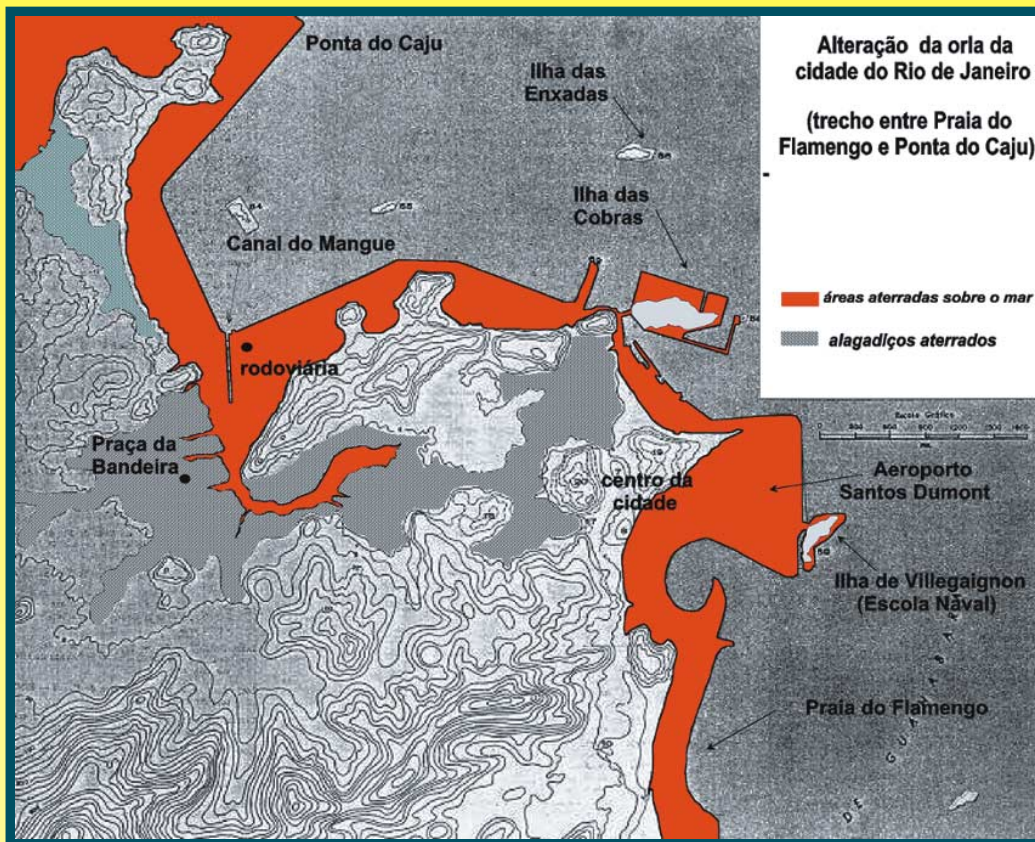 Alteração da orla da
cidade do Rio de Janeiro
(trecho entre Praia do
Flamengo e Ponta do Caju)
Ponta do Caju
Ilha das
Enxadas
Ilha das
Cobras
Canal do Mangue
áreas aterradas sobre o mar
alagadiços aterrados
rodoviária
Praça da
Bandeira
centro da
cidade
Escala Gráfica
Aeroporto
Santos Dumont
Ilha de Villegaignon
(Escola Naval)
Praia do Flamengo
DE GUANABAR